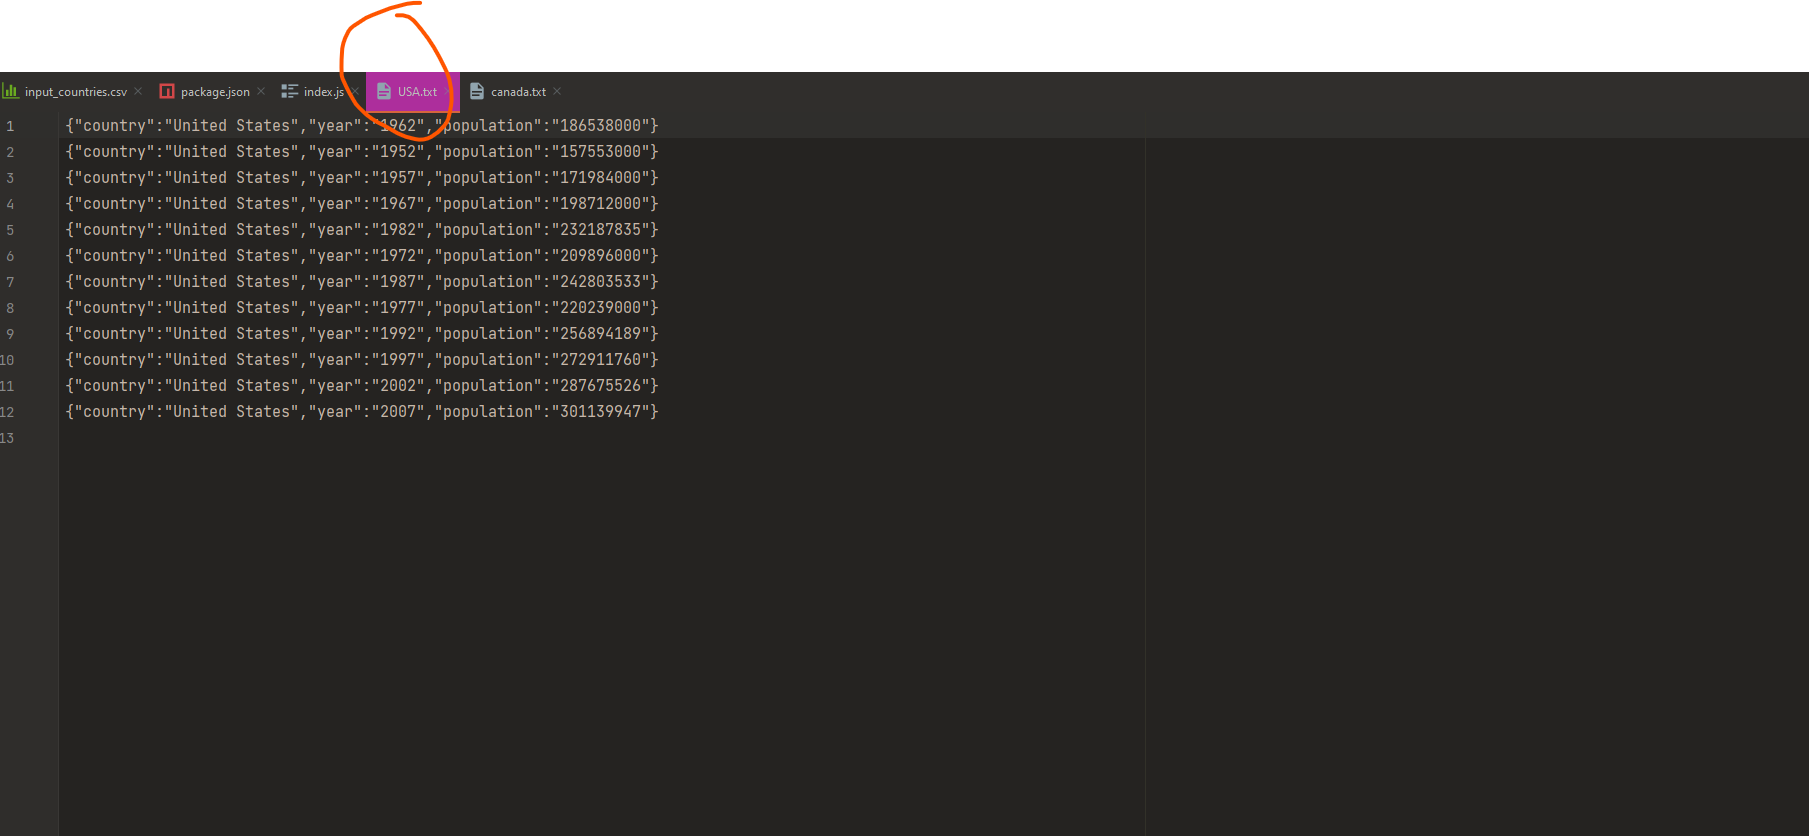 input_countries.csv package.json index.js USA.txt canada.txt
1 {"country":"United States","year":"1962","population":"186538000"}
2 {"country":"United States","year":"1952","population":"157553000"}
3 {"country":"United States","year":"1957","population":"171984000"}
4 {"country":"United States","year":"1967","population":"198712000"}
5 {"country":"United States","year":"1982","population":"232187835"}
6 {"country":"United States","year":"1972","population":"209896000"}
7 {"country":"United States","year":"1987","population":"242803533"}
8 {"country":"United States","year":"1977","population":"220239000"}
9 {"country":"United States","year":"1992","population":"256894189"}
10 {"country":"United States","year":"1997","population":"272911760"}
11 {"country":"United States","year":"2002","population":"287675526"}
12 {"country":"United States","year":"2007","population":"301139947"}
13